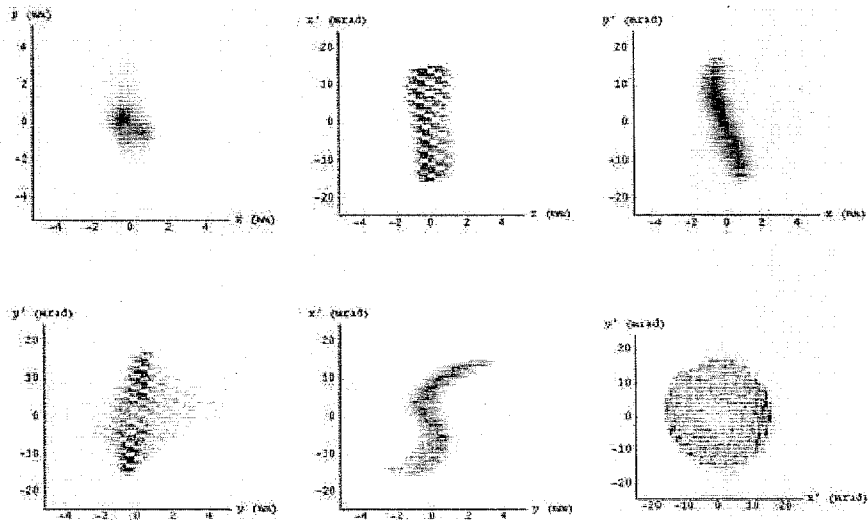 y (mm) x' (mrad) y' (mrad)
4 20 20
2 10 10
0 0 0
-2 -10 -10
-4 -20 -20
-4 -2 0 2 4 x (mm) -4 -2 0 2 4 x (mm) -4 -2 0 2 4 x (mm)
y' (mrad) x' (mrad) y' (mrad)
20 20 20
10 10 10
0 0 0
-10 -10 -10
-20 -20 -20
-4 -2 0 2 4 y (mm) -4 -2 0 2 4 y (mm) -20 -10 0 10 20 x' (mrad)